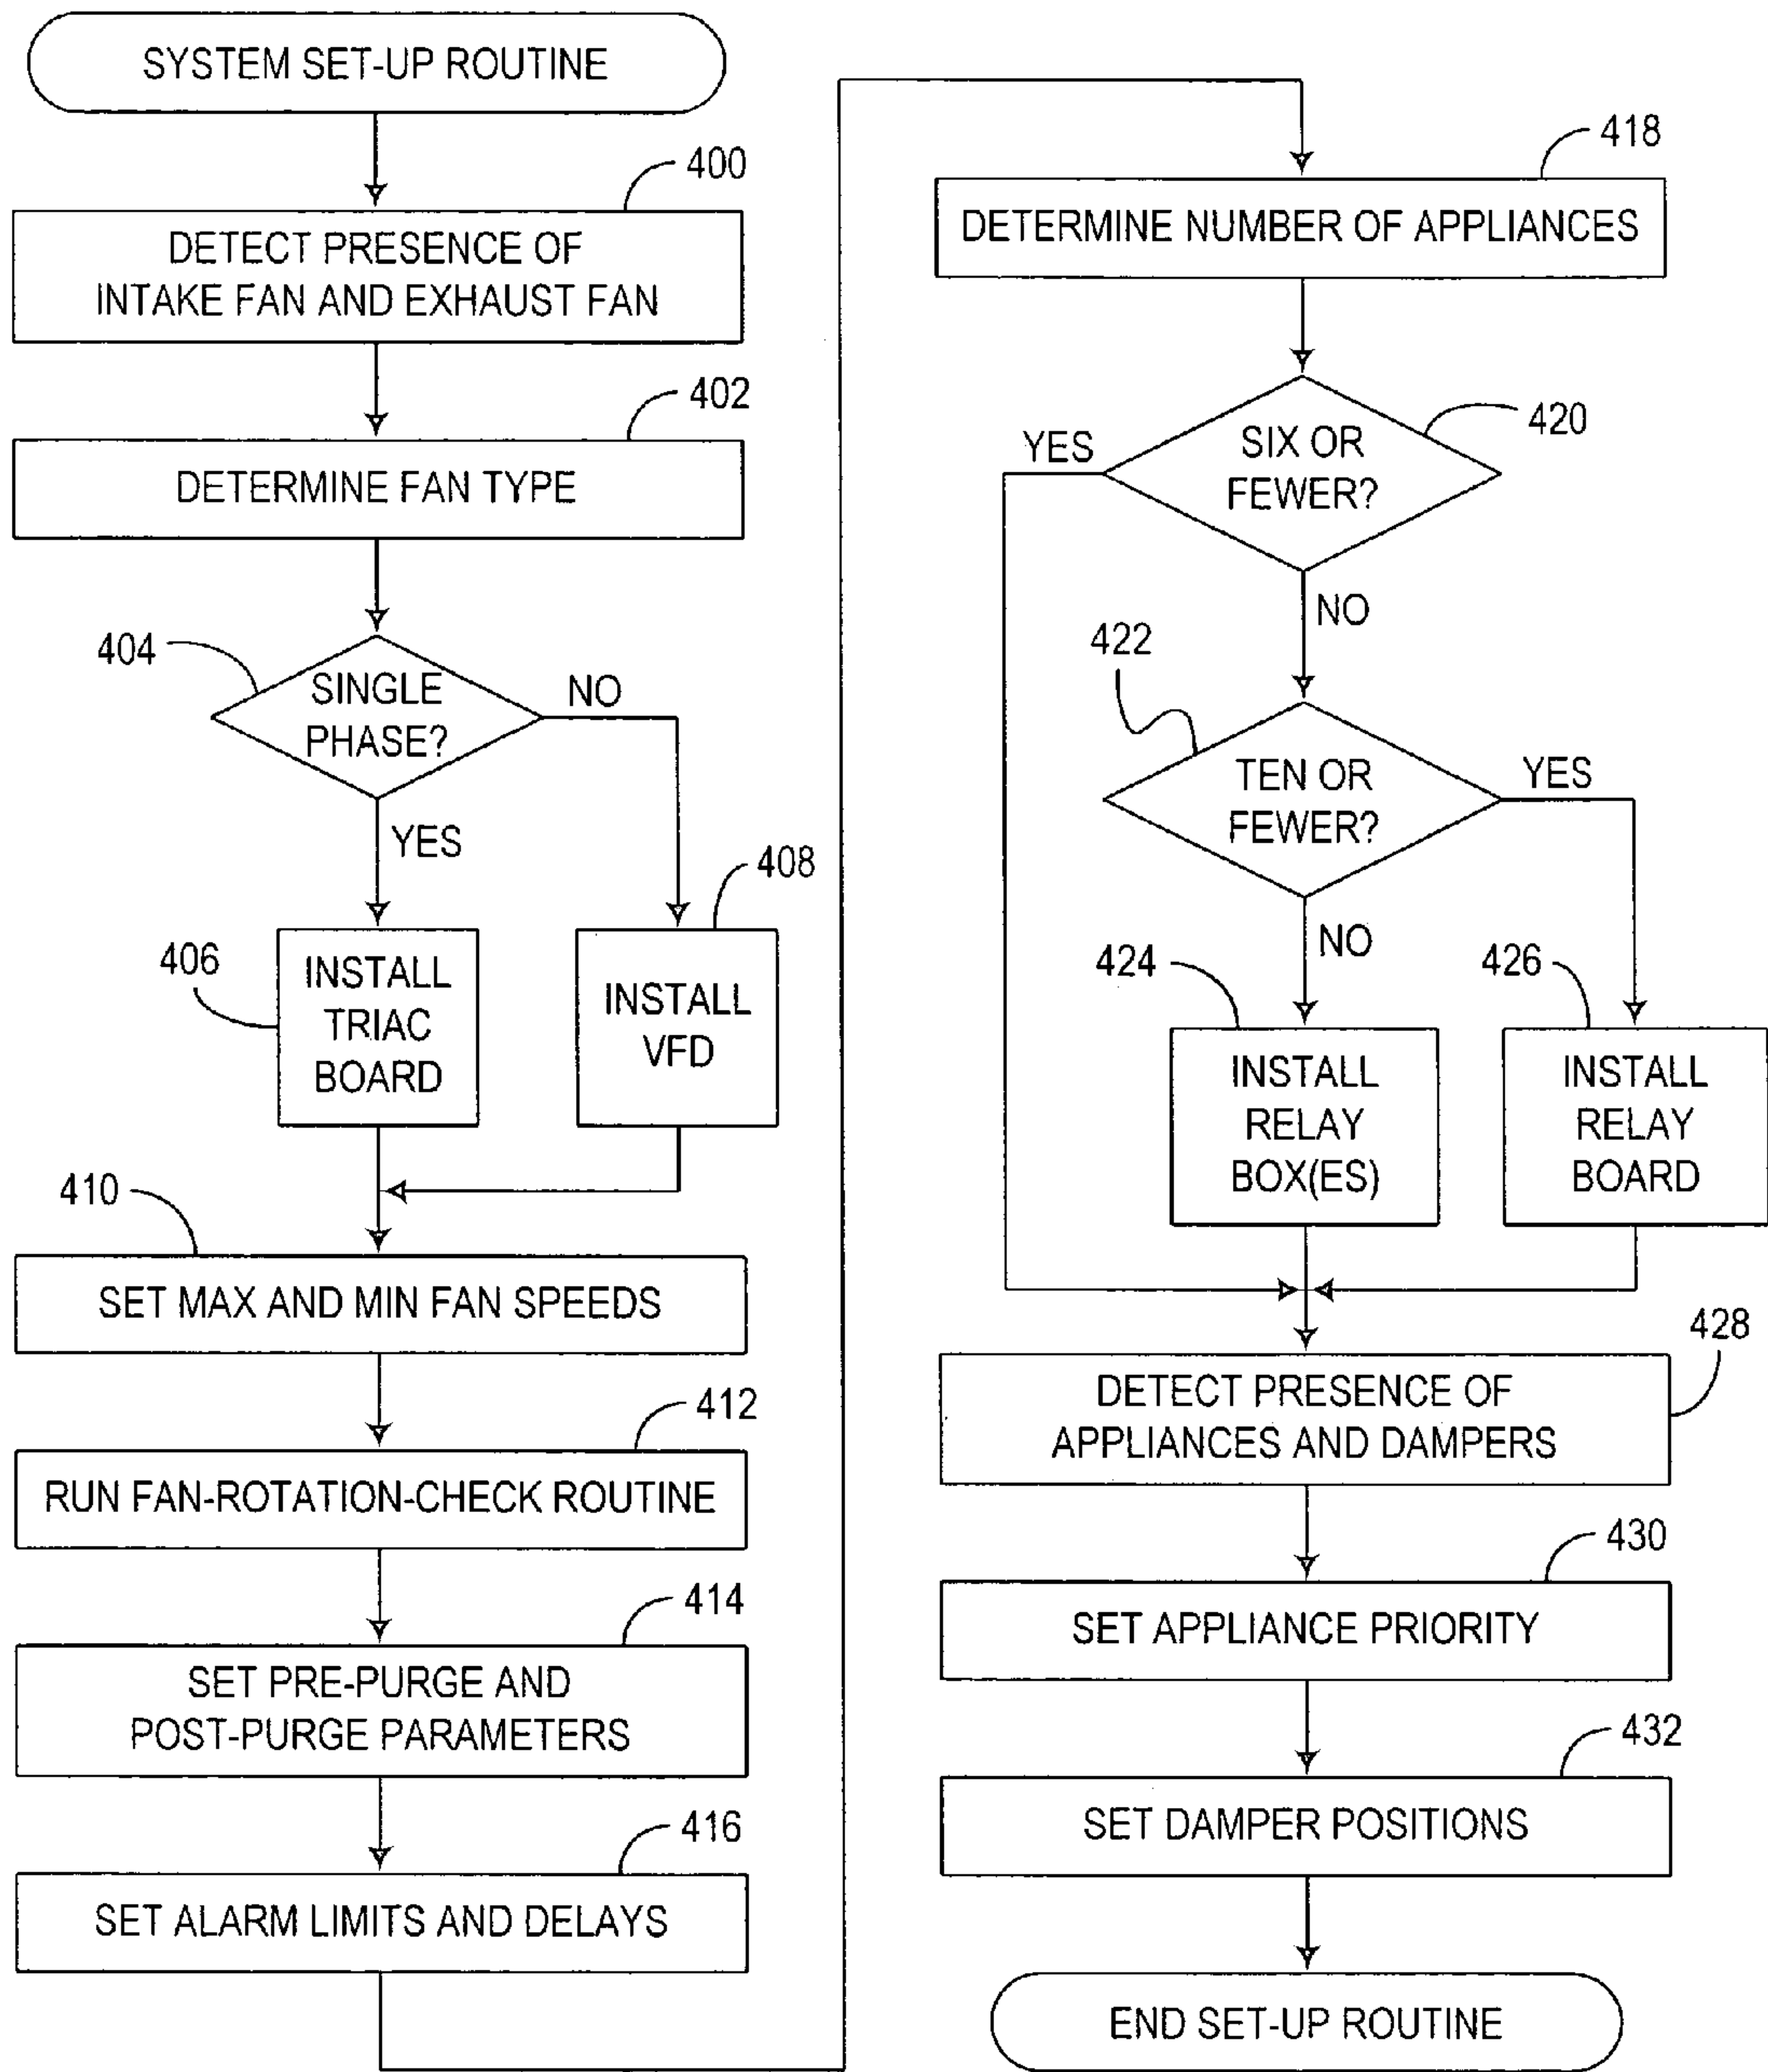 SYSTEM SET-UP ROUTINE
400
DETECT PRESENCE OF
INTAKE FAN AND EXHAUST FAN
402
DETERMINE FAN TYPE
404
SINGLE
PHASE?
NO
YES
408
406
INSTALL
TRIAC
BOARD
INSTALL
VFD
410
SET MAX AND MIN FAN SPEEDS
412
RUN FAN-ROTATION-CHECK ROUTINE
414
SET PRE-PURGE AND
POST-PURGE PARAMETERS
416
SET ALARM LIMITS AND DELAYS
418
DETERMINE NUMBER OF APPLIANCES
420
YES
SIX OR
FEWER?
NO
422
TEN OR
FEWER?
YES
NO
424
426
INSTALL
RELAY
BOX(ES)
INSTALL
RELAY
BOARD
428
DETECT PRESENCE OF
APPLIANCES AND DAMPERS
430
SET APPLIANCE PRIORITY
432
SET DAMPER POSITIONS
END SET-UP ROUTINE